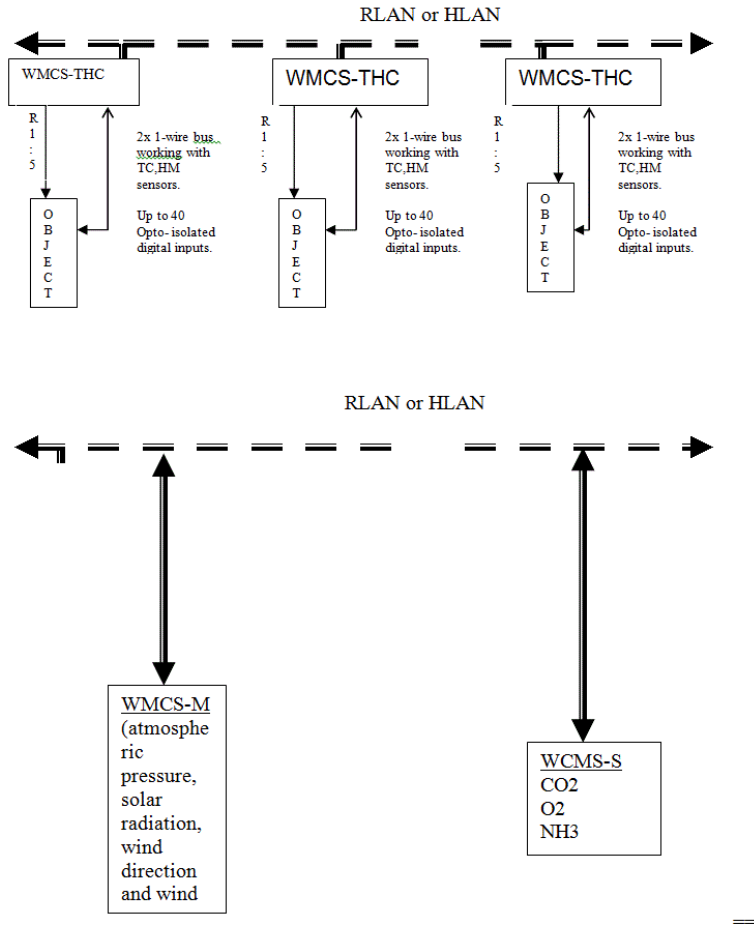 RLAN or HLAN
WMCS-THC
WMCS-THC
WMCS-THC
R
1
:
5
2x 1-wire bus
working with
TC,HM
sensors.
Up to 40
Opto- isolated
digital inputs.
O
B
J
E
C
T
R
1
:
5
2x 1-wire bus
working with
TC,HM
sensors.
Up to 40
Opto- isolated
digital inputs.
O
B
J
E
C
T
R
1
:
5
2x 1-wire bus
working with
TC,HM
sensors.
Up to 40
Opto- isolated
digital inputs.
O
B
J
E
C
T
RLAN or HLAN
WMCS-M
(atmosphe
ric
pressure,
solar
radiation,
wind
direction
and wind
WCMS-S
CO2
O2
NH3